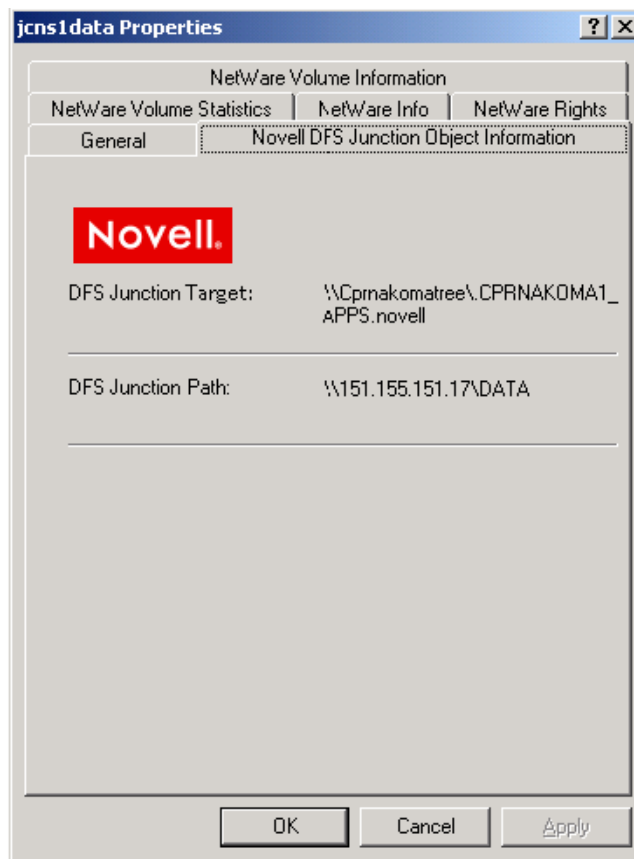 jcns1data Properties
? X
NetWare Volume Information
NetWare Volume Statistics NetWare Info NetWare Rights
General Novell DFS Junction Object Information
Novell.
DFS Junction Target: \\Cprnakomatree\.CPRNAKOMA1_
APPS.novell
DFS Junction Path: \\151.155.151.17\DATA
OK Cancel Apply